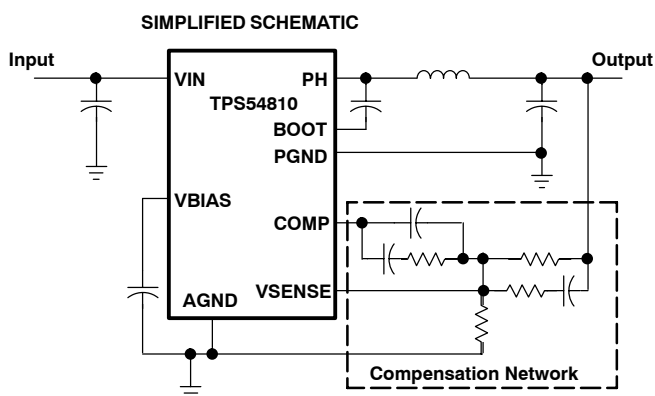 SIMPLIFIED SCHEMATIC
Input
Output
VIN
PH
TPS54810
BOOT
PGND
VBIAS
COMP
VSENSE
AGND
Compensation Network